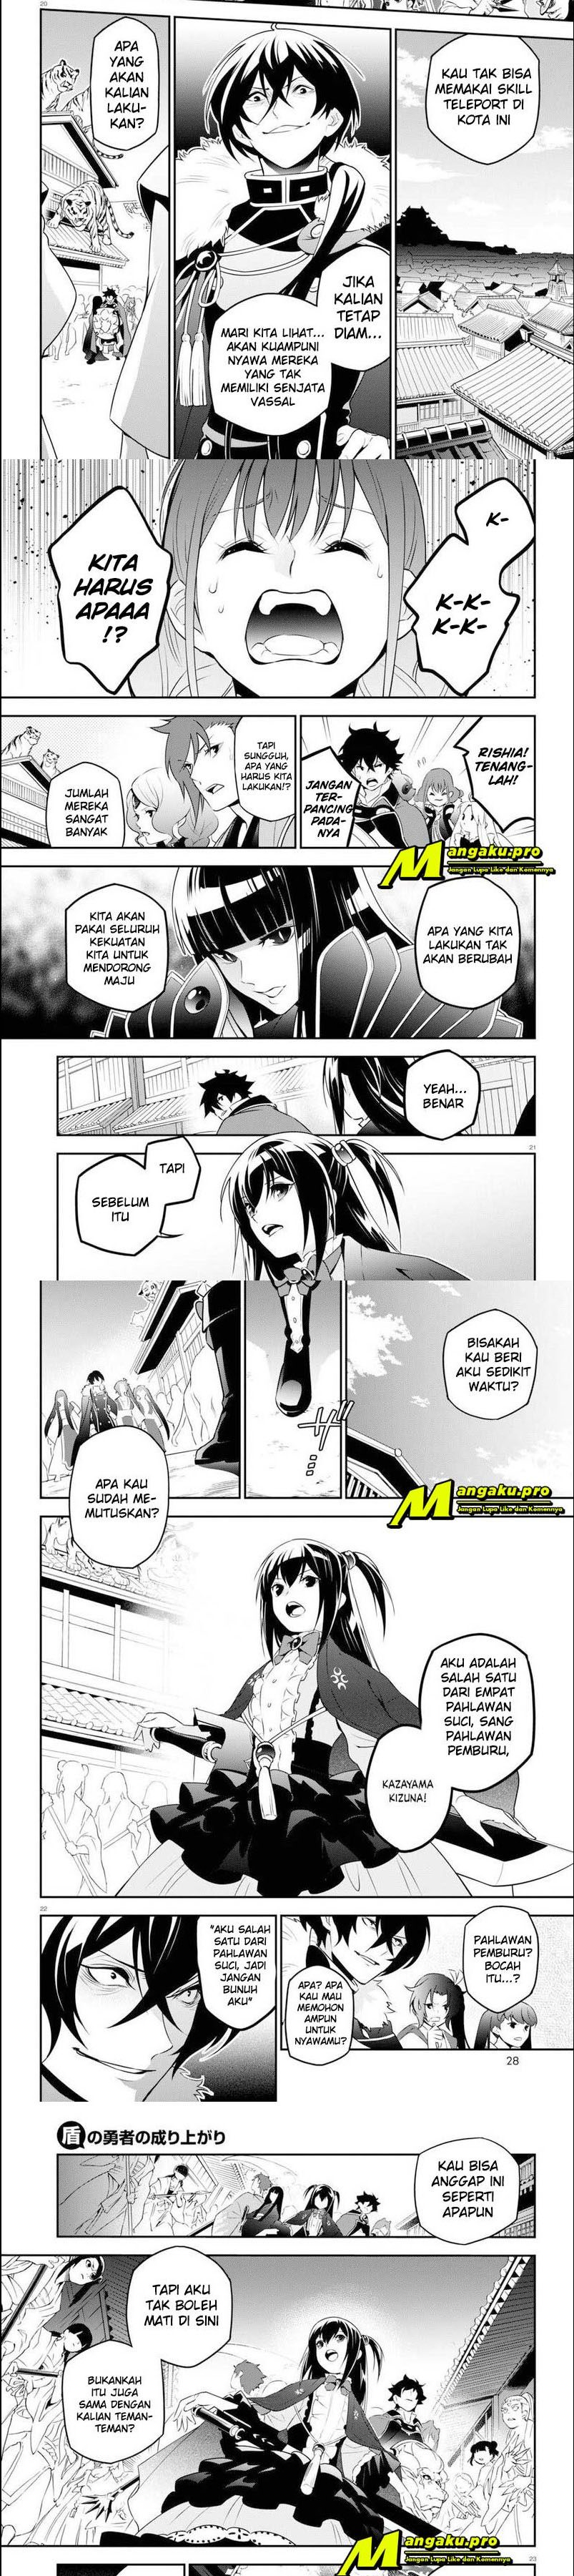 20
KAU TAK BISA
MEMAKAI SKILL
TELEPORT DI
KOTA INI
JIKA
KALIAN
TETAP
DIAM...
MARI KITA LIHAT...
AKAN KUAMPUNI
NYAWA MEREKA
YANG TAK
MEMILIKI SENJATA
VASSAL
APA
YANG
AKAN
KALIAN
LAKU-
KAN?
K-
K-K-
K-K-
KITA
HARUS
APAAA
!?
RISHIA!
TENANG-
LAH!
JANGAN
TER-
PANCING
PADA-
NYA
TAPI
SUNGGUH,
APA YANG
HARUS KITA
LAKUKAN!?
JUMLAH
MEREKA
SANGAT
BANYAK
Mangaku.pro
Jangan Lupa Like dan Komennya
APA YANG KITA
LAKUKAN TAK
AKAN BERUBAH
KITA AKAN
PAKAI SELURUH
KEKUATAN
KITA UNTUK
MENDORONG
MAJU
YEAH...
BENAR
21
TAPI
SEBELUM
ITU
BISAKAH
KAU BERI
AKU SEDIKIT
WAKTU?
ザッ…
APA KAU
SUDAH ME-
MUTUSKAN?
Mangaku.pro
Jangan Lupa Like dan Komennya
AKU ADALAH
SALAH SATU
DARI EMPAT
PAHLAWAN
SUCI, SANG
PAHLAWAN
PEMBURU,
KAZAYAMA
KIZUNA!
22
PAHLAWAN
PEMBURU?
BOCAH
ITU...?
APA? APA
KAU MAU
MEMOHON
AMPUN
UNTUK
NYAWAMU?
"AKU SALAH
SATU DARI
PAHLAWAN
SUCI, JADI
JANGAN
BUNUH
AKU"
28
盾の勇者の成り上がり
KAU BISA
ANGGAP INI
SEPERTI
APAPUN
TAPI AKU
TAK BOLEH
MATI DI SINI
BUKANKAH
ITU JUGA
SAMA DENGAN
KALIAN TEMAN-
TEMAN?
Mangaku.pro
Jangan Lupa Like dan Komennya
23